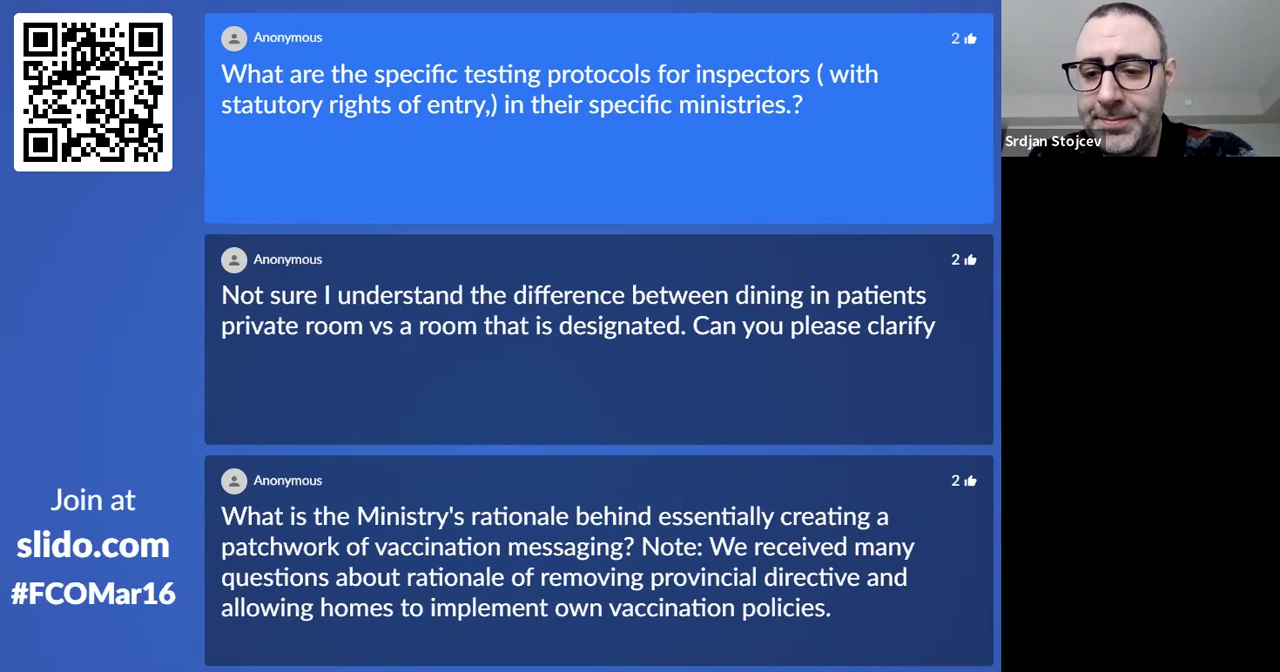 Anonymous
2
What are the specific testing protocols for inspectors ( with
statutory rights of entry,) in their specific ministries.?
Srdjan Stojcev
Anonymous
2
Not sure I understand the difference between dining in patients
private room vs a room that is designated. Can you please clarify
Anonymous
2
What is the Ministry's rationale behind essentially creating a
patchwork of vaccination messaging? Note: We received many
questions about rationale of removing provincial directive and
allowing homes to implement own vaccination policies.
Join at
slido.com
#FCOMar16